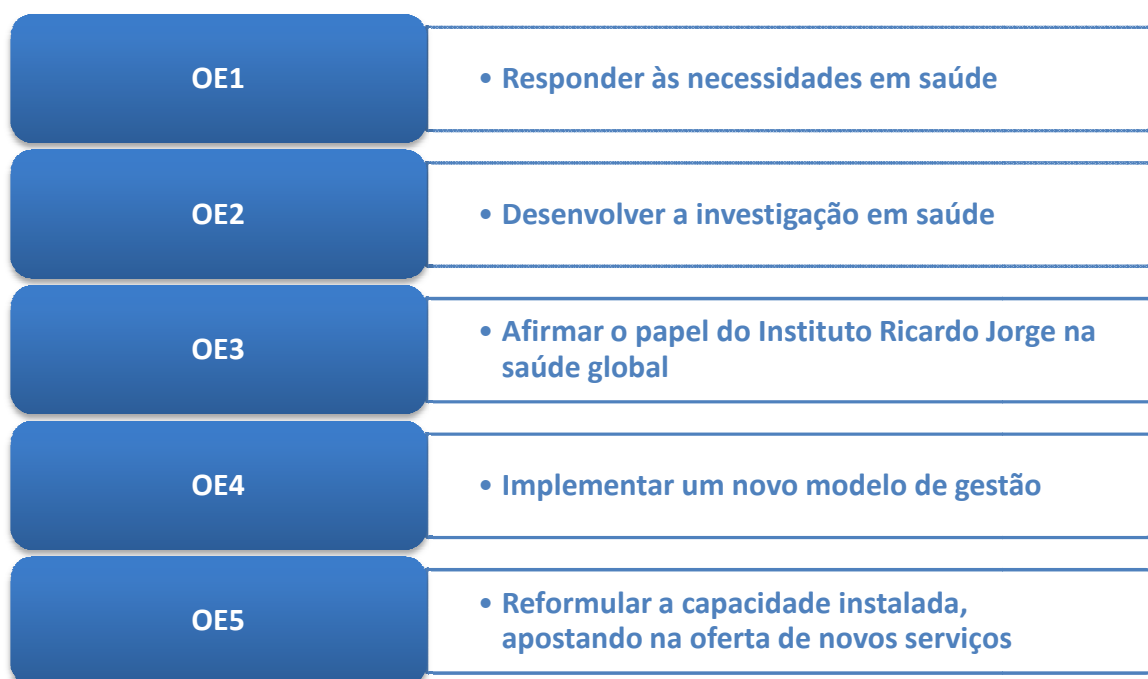 OE1
• Responder às necessidades em saúde
OE2
• Desenvolver a investigação em saúde
OE3
• Afirmar o papel do Instituto Ricardo Jorge na
saúde global
OE4
• Implementar um novo modelo de gestão
OE5
• Reformular a capacidade instalada,
apostando na oferta de novos serviços